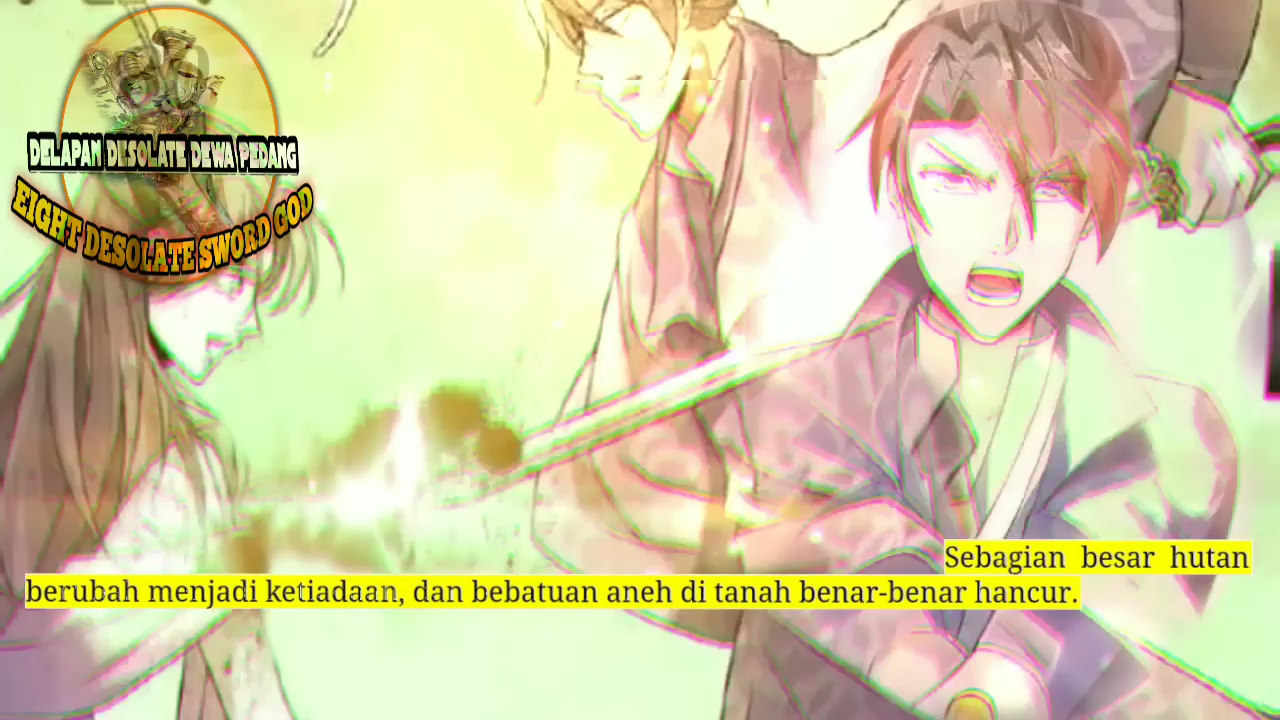 DELAPAN DESOLATE DEWA PEDANG
EIGHT DESOLATE SWORD GOD
Sebagian besar hutan
berubah menjadi ketiadaan, dan bebatuan aneh di tanah benar-benar hancur.